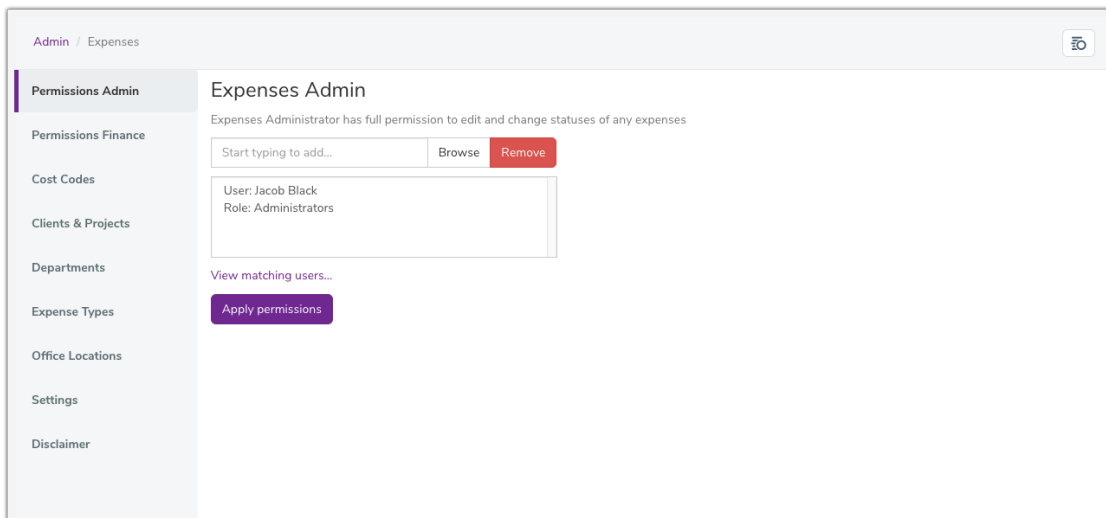 Admin / Expenses
Permissions Admin
Permissions Finance
Cost Codes
Clients & Projects
Departments
Expense Types
Office Locations
Settings
Disclaimer
Expenses Admin
Expenses Administrator has full permission to edit and change statuses of any expenses
Start typing to add... Browse Remove
User: Jacob Black
Role: Administrators
View matching users...
Apply permissions